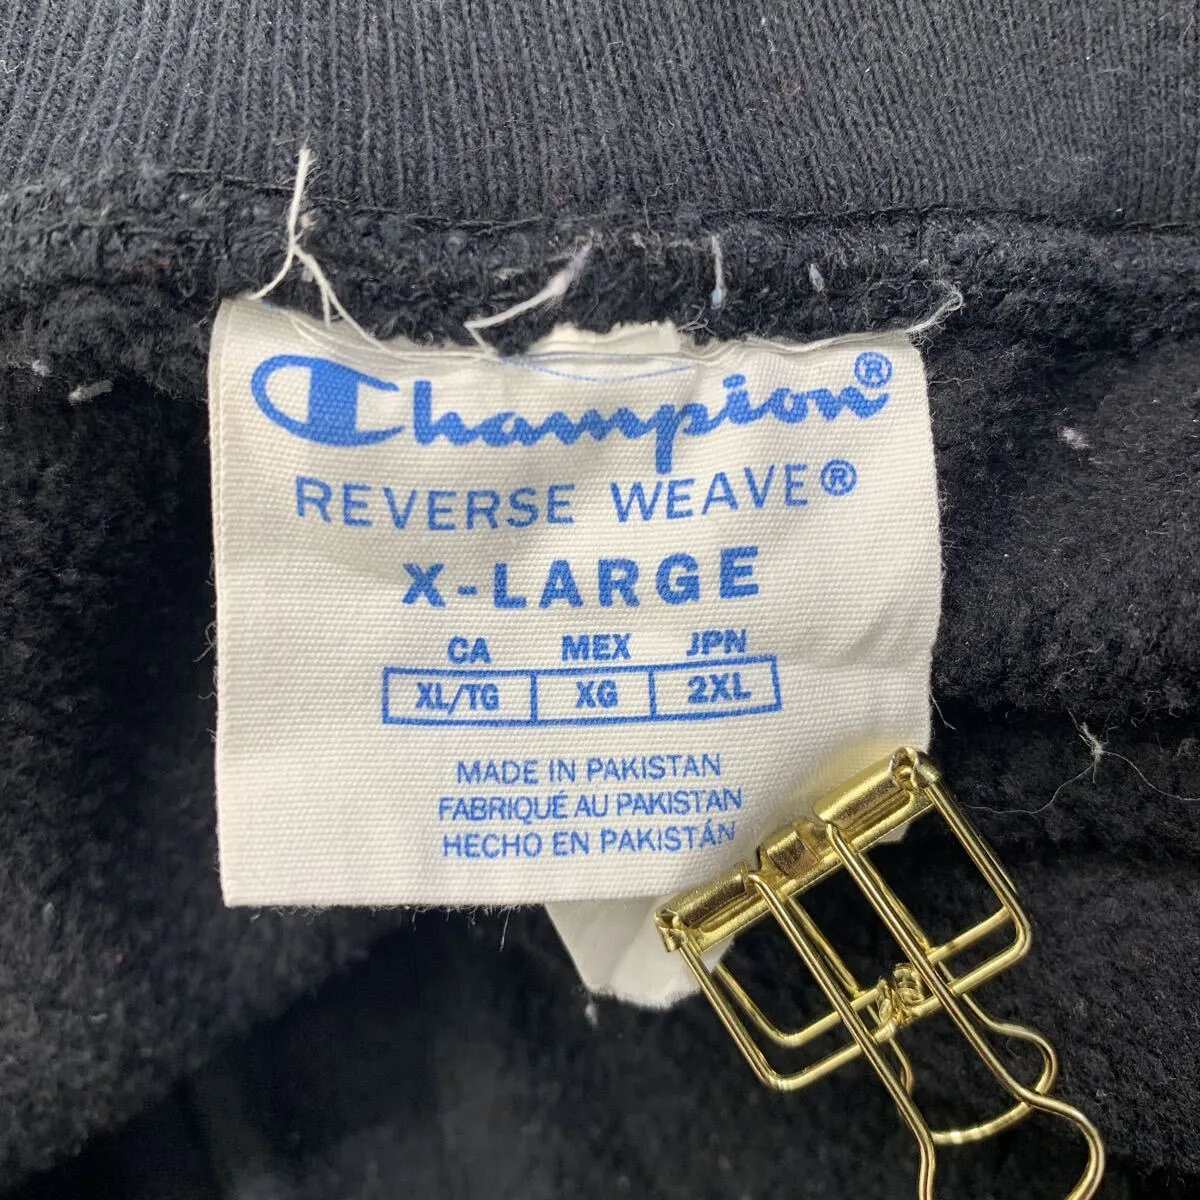 Champion®
REVERSE WEAVE®
X-LARGE
CA MEX JPN
XL/TG XG 2XL
MADE IN PAKISTAN
FABRIQUÉ AU PAKISTAN
HECHO EN PAKISTÁN